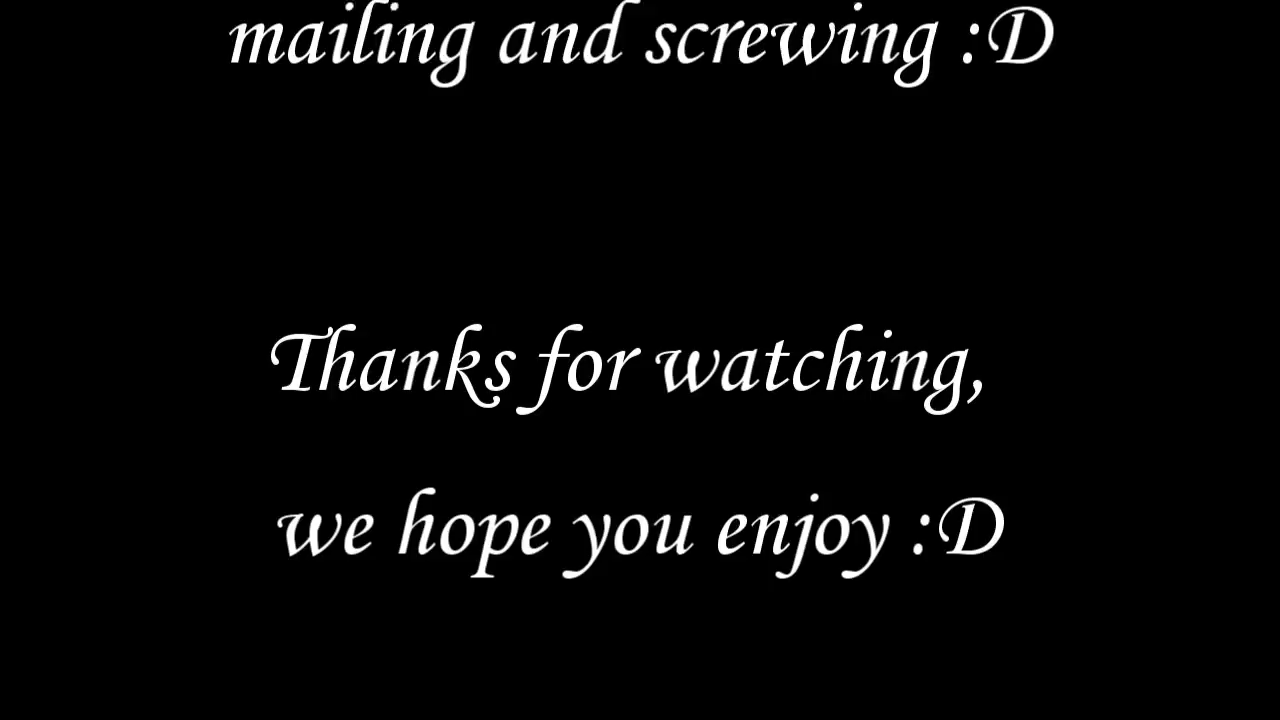 mailing and screwing :D
Thanks for watching,
we hope you enjoy :D